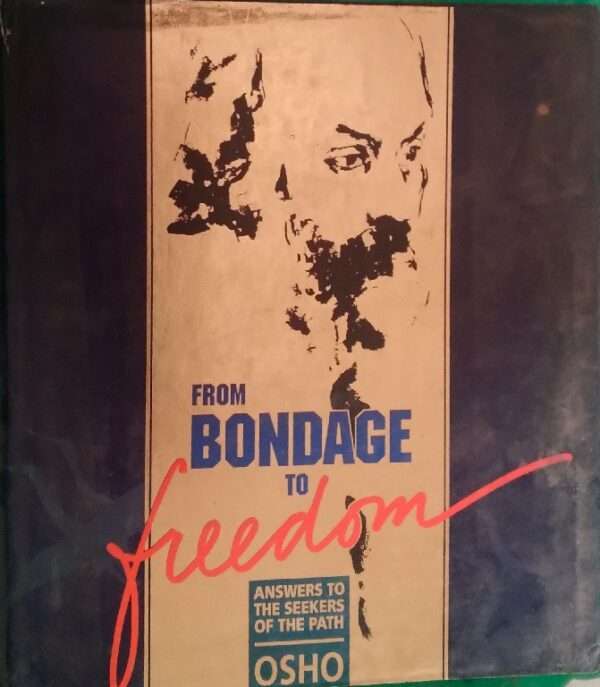 FROM
BONDAGE
TO
freedom
ANSWERS TO
THE SEEKERS
OF THE PATH
OSHO